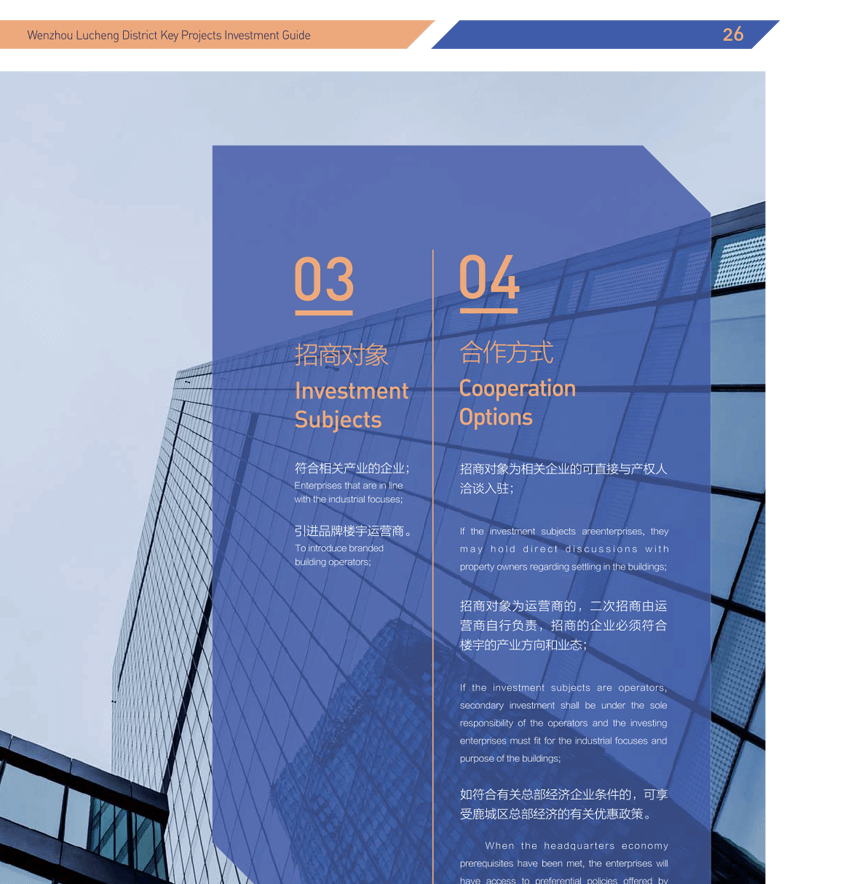 Wenzhou Lucheng District Key Projects Investment Guide
26
03
招商对象
Investment
Subjects
符合相关产业的企业；
Enterprises that are in line
with the industrial focuses;
引进品牌楼宇运营商。
To introduce branded
building operators;
04
合作方式
Cooperation
Options
招商对象为相关企业的可直接与产权人
洽谈入驻；
If the investment subjects areenterprises, they
may hold direct discussions with
property owners regarding settling in the buildings;
招商对象为运营商的，二次招商由运
营商自行负责，招商的企业必须符合
楼宇的产业方向和业态；
If the investment subjects are operators,
secondary investment shall be under the sole
responsibility of the operators and the investing
enterprises must fit for the industrial focuses and
purpose of the buildings;
如符合有关总部经济企业条件的，可享
受鹿城区总部经济的有关优惠政策。
When the headquarters economy
prerequisites have been met, the enterprises will
have access to preferential policies offered by